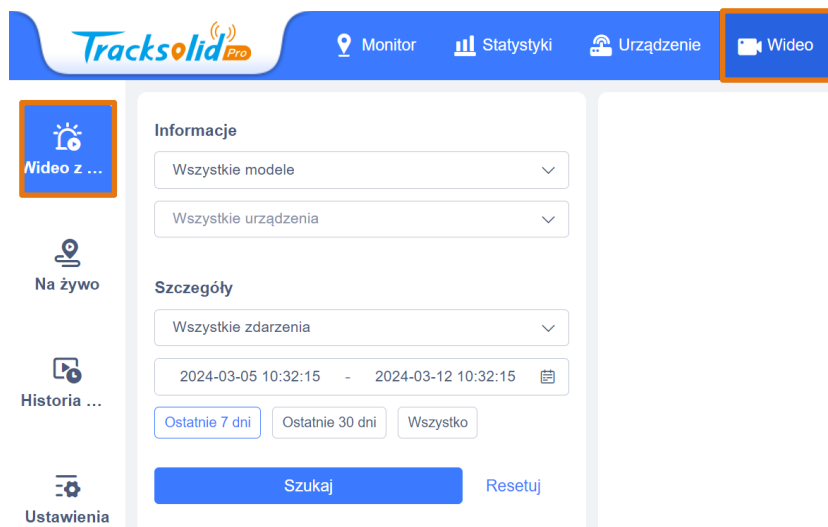 Tracksolid Pro
Monitor
Statystyki
Urządzenie
Wideo
Wideo z ...
Na żywo
Historia ...
Ustawienia
Informacje
Wszystkie modele
Wszystkie urządzenia
Szczegóły
Wszystkie zdarzenia
2024-03-05 10:32:15 - 2024-03-12 10:32:15
Ostatnie 7 dni
Ostatnie 30 dni
Wszystko
Szukaj
Resetuj